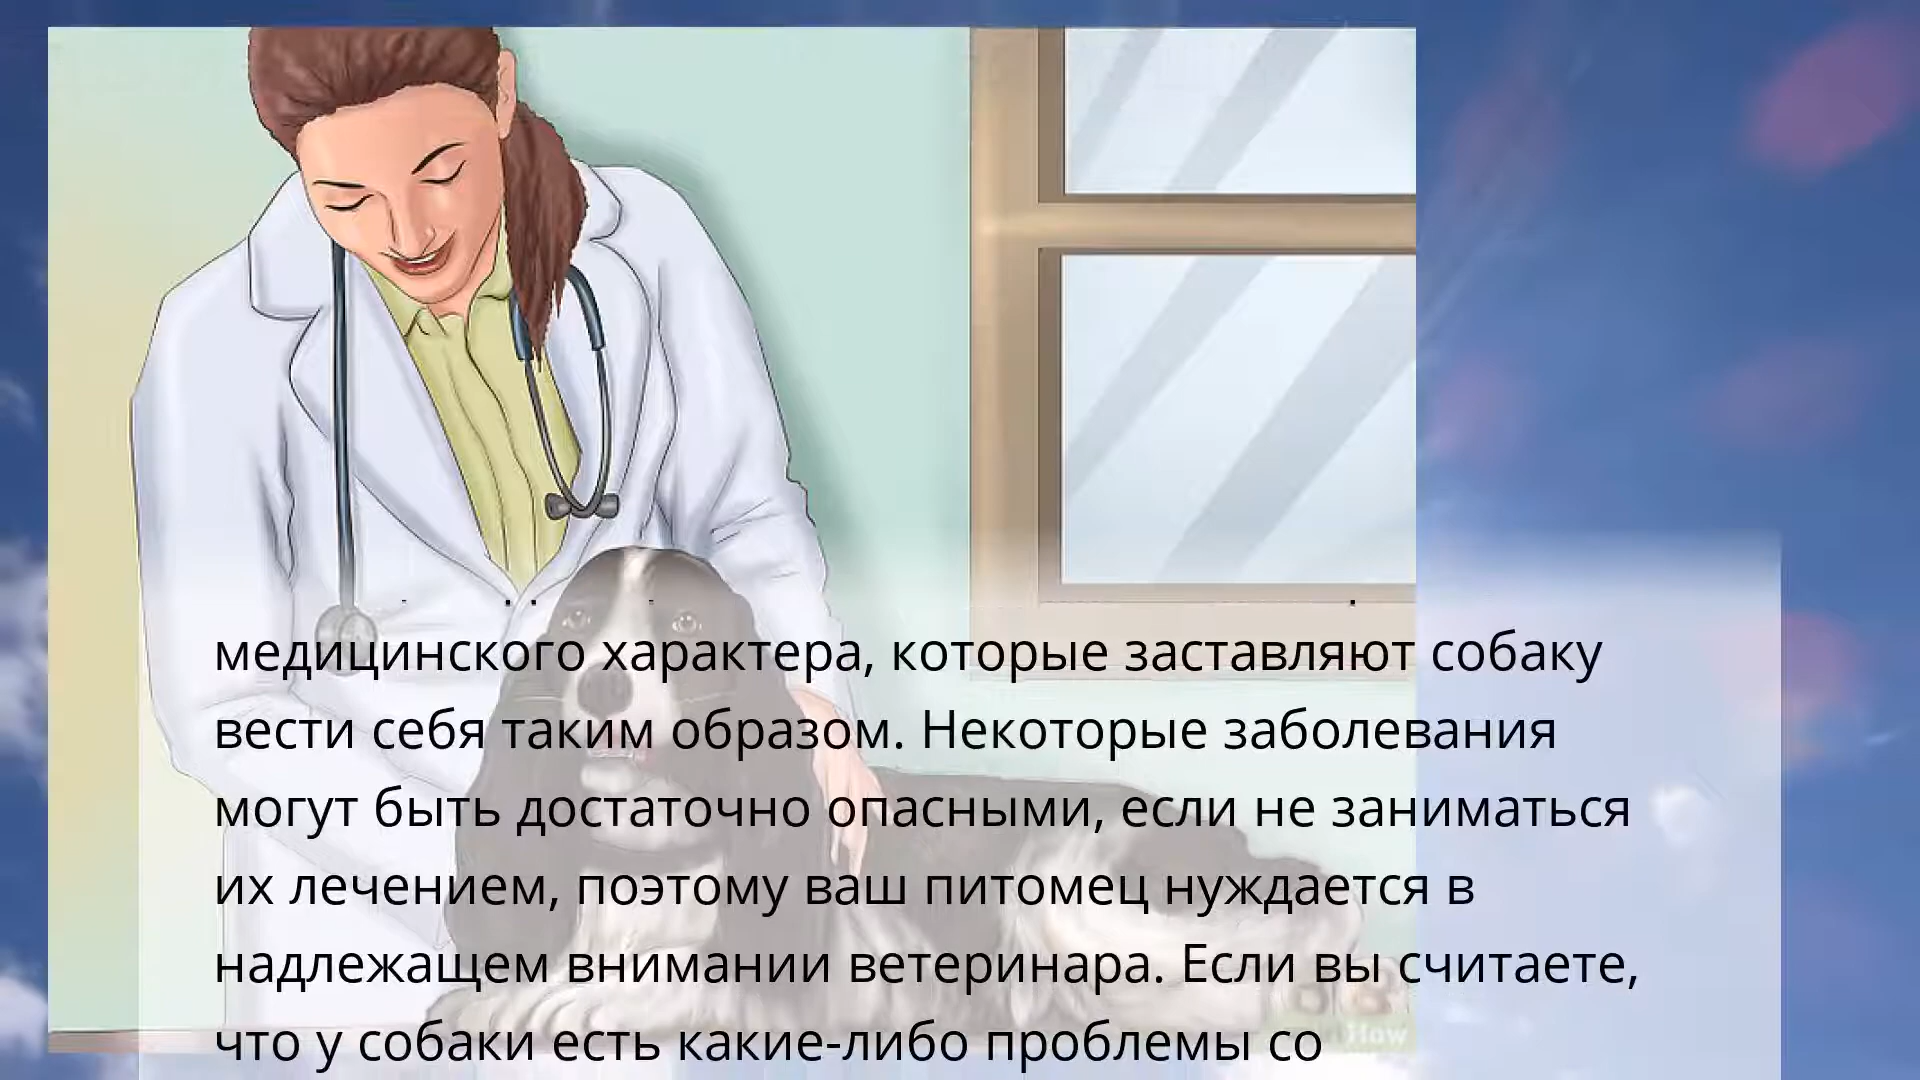 медицинского характера, которые заставляют собаку
вести себя таким образом. Некоторые заболевания
могут быть достаточно опасными, если не заниматься
их лечением, поэтому ваш питомец нуждается в
надлежащем внимании ветеринара. Если вы считаете,
что у собаки есть какие-либо проблемы со
How